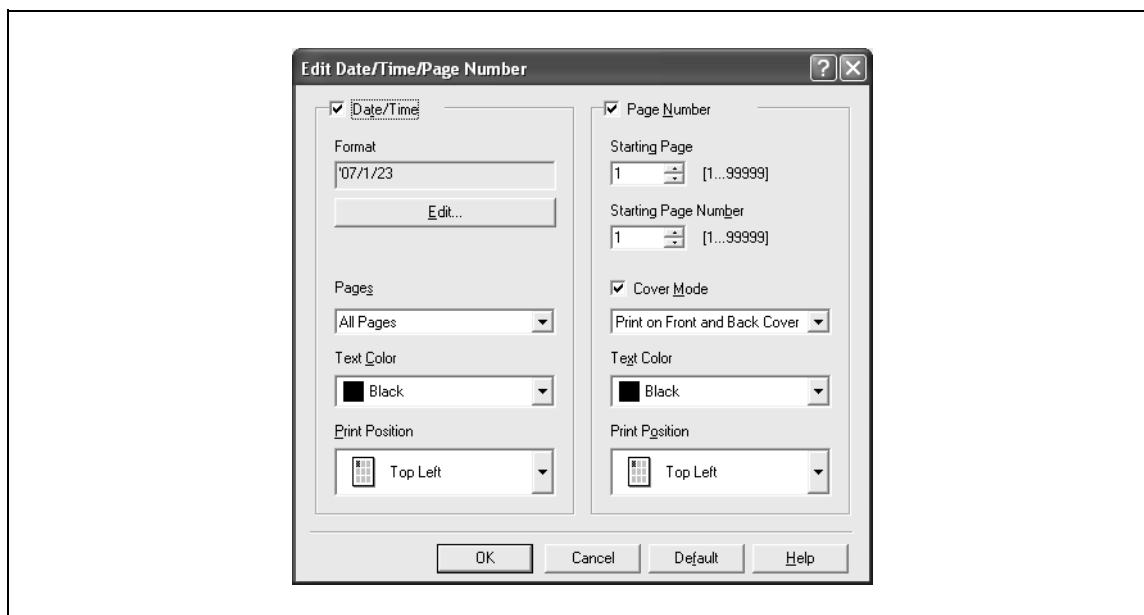 Edit Date/Time/Page Number
Date/Time
Format
'07/1/23
Edit...
Pages
All Pages
Text Color
Black
Print Position
Top Left
Page Number
Starting Page
1 [1...99999]
Starting Page Number
1 [1...99999]
Cover Mode
Print on Front and Back Cover
Text Color
Black
Print Position
Top Left
OK Cancel Default Help